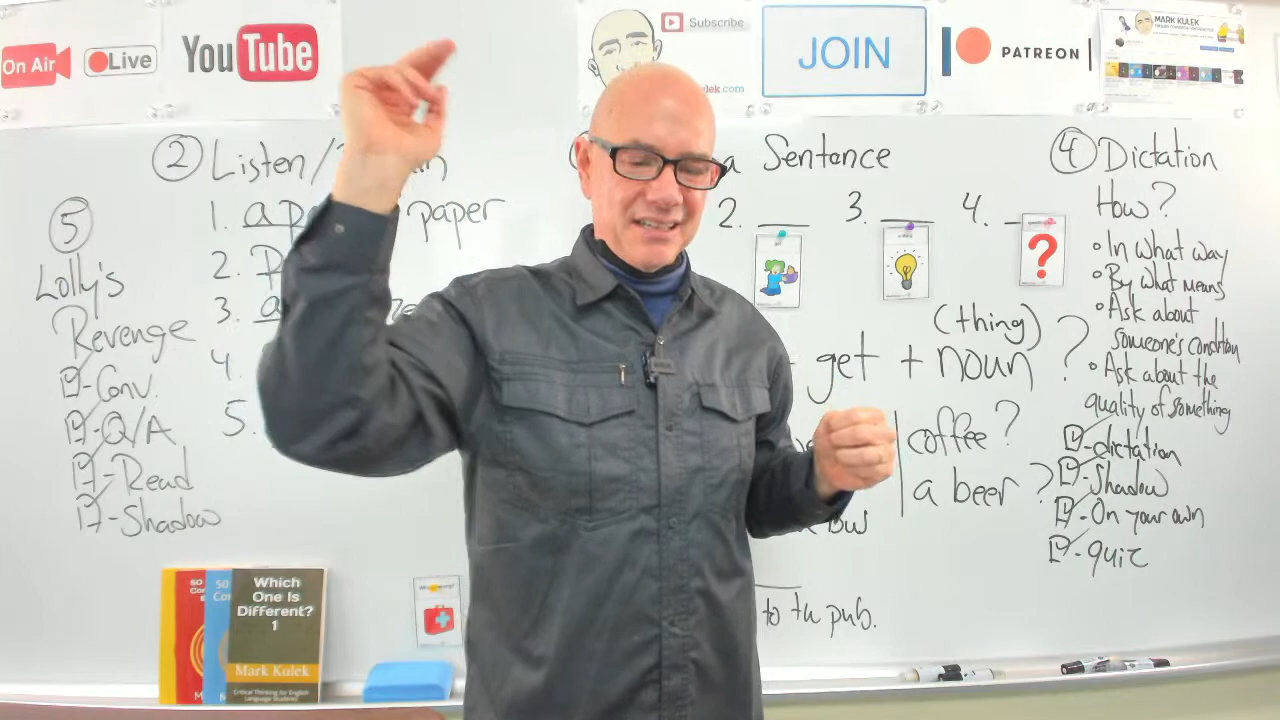 On Air
Live
YouTube
Subscribe
JOIN
PATREON
MARK KULEK
② Listen/
1. a p paper
2. P
3. a
4.
5.
⑤
Lolly's
Revenge
-Conv.
-Q/A
-Read
-Shadow
a Sentence
2. __
3. __
4. __
?
(thing)
get + noun ?
coffee?
a beer ?
to the pub.
④ Dictation
How?
• In what way
• By what means
• Ask about
someone's condition
• Ask about the
quality of something
-dictation
-Shadow
-On your own
-quiz
Which
One Is
Different?
1
Mark Kulek
Critical Thinking for English
Language Students!